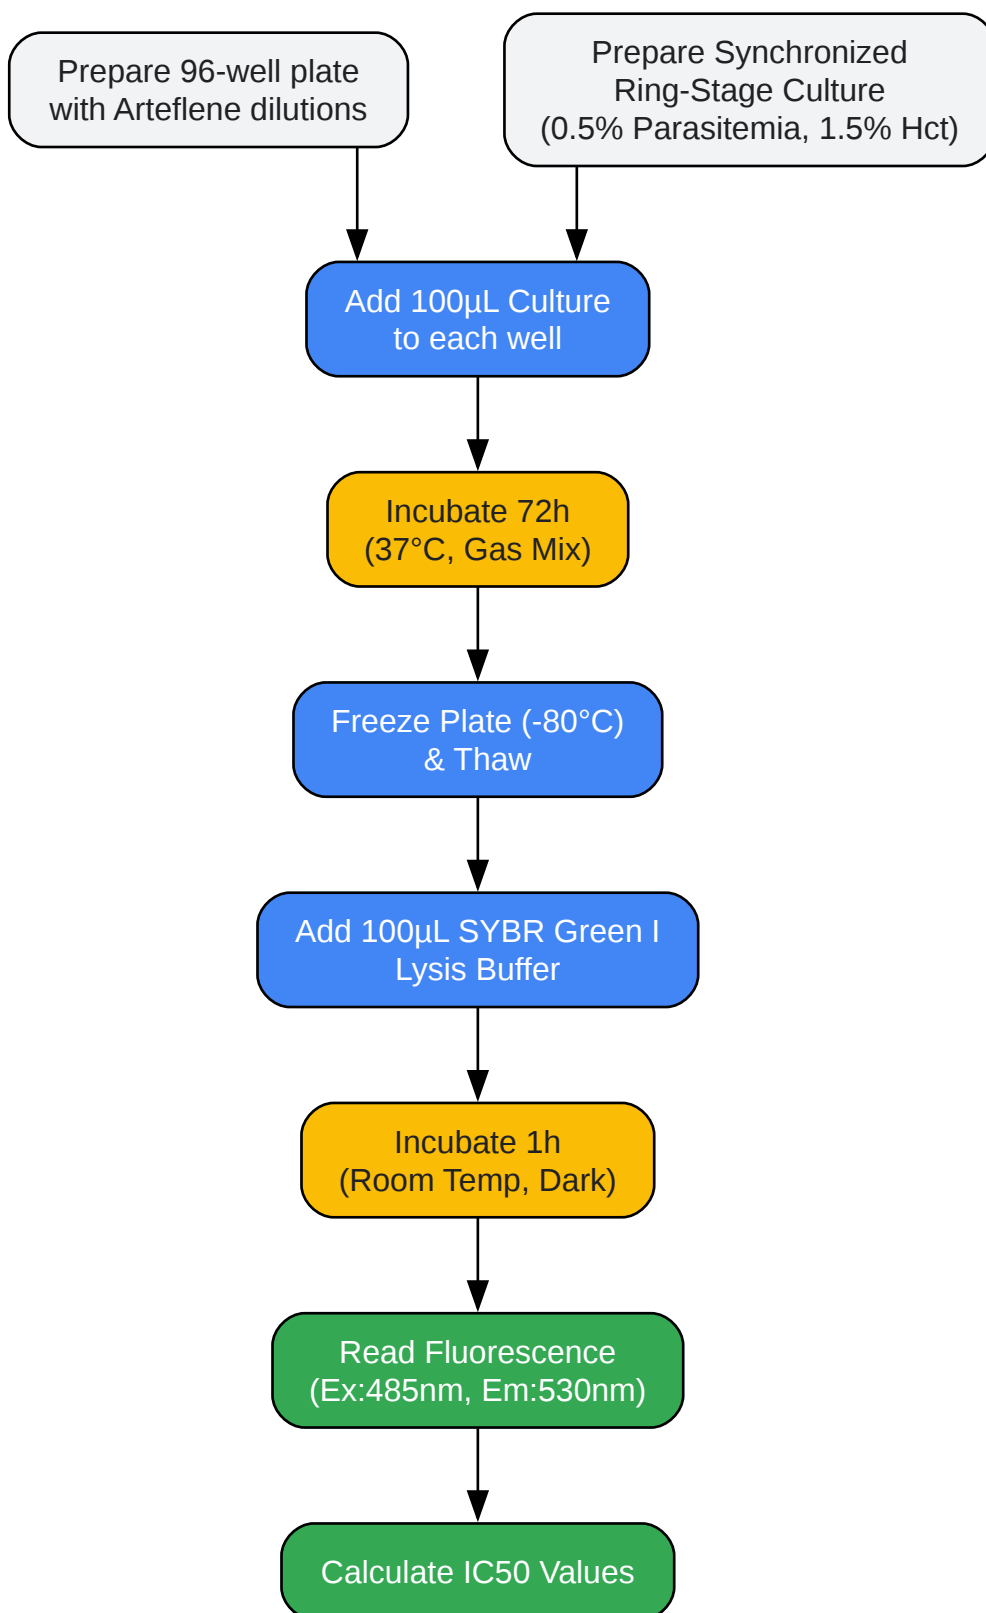 Prepare 96-well plate
with Arteflene dilutions
Prepare Synchronized
Ring-Stage Culture
(0.5% Parasitemia, 1.5% Hct)
Add 100µL Culture
to each well
Incubate 72h
(37°C, Gas Mix)
Freeze Plate (-80°C)
& Thaw
Add 100µL SYBR Green I
Lysis Buffer
Incubate 1h
(Room Temp, Dark)
Read Fluorescence
(Ex:485nm, Em:530nm)
Calculate IC50 Values